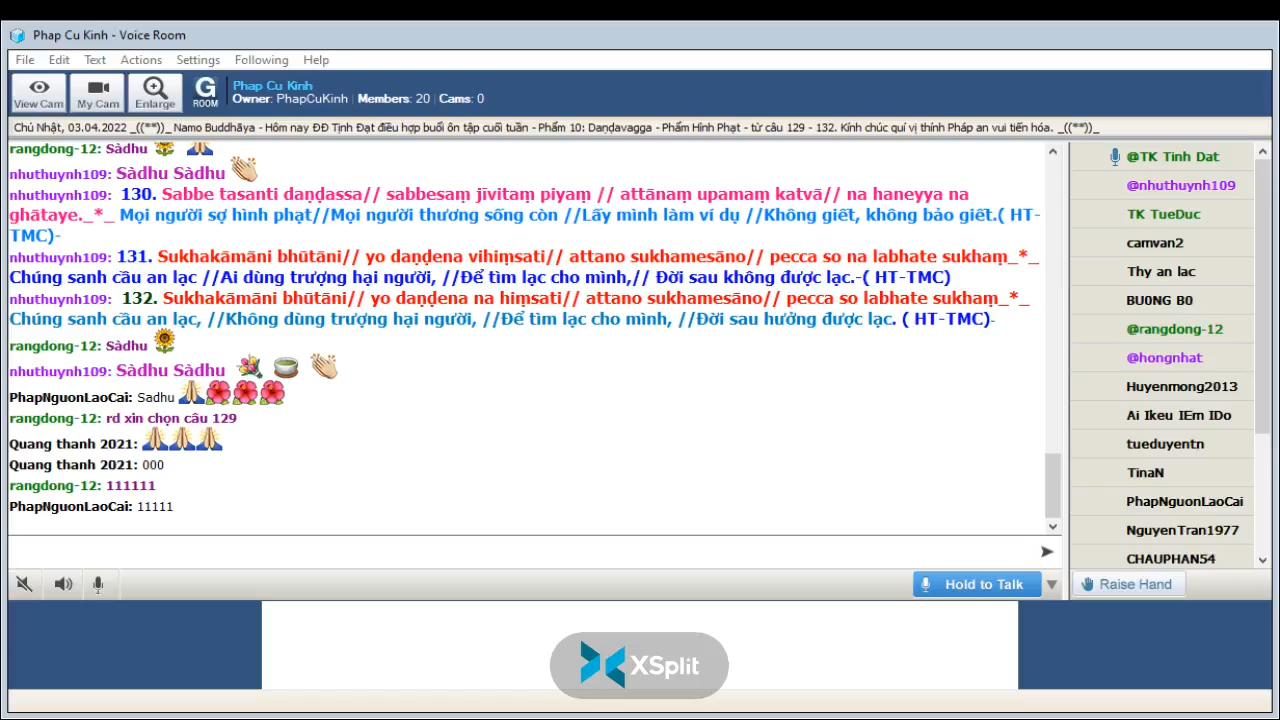 Phap Cu Kinh - Voice Room
File Edit Text Actions Settings Following Help
View Cam My Cam Enlarge G ROOM
Phap Cu Kinh
Owner: PhapCuKinh | Members: 20 | Cams: 0
Chủ Nhật, 03.04.2022 _((**))_ Namo Buddhāya - Hôm nay ĐĐ Tịnh Đạt điều hợp buổi ôn tập cuối tuần - Phẩm 10: Daṇḍavagga - Phẩm Hình Phạt - từ câu 129 - 132. Kính chúc quí vị thính Pháp an vui tiến hóa. _((**))_
rangdong-12: Sàdhu
nhuthuynh109: Sàdhu Sàdhu
nhuthuynh109: 130. Sabbe tasanti daṇḍassa// sabbesaṃ jīvitaṃ piyaṃ // attānaṃ upamaṃ katvā// na haneyya na
ghātaye._*_ Mọi người sợ hình phạt//Mọi người thương sống còn //Lấy mình làm ví dụ //Không giết, không bảo giết.( HT-
TMC)-
nhuthuynh109: 131. Sukhakāmāni bhūtāni// yo daṇḍena vihiṃsati// attano sukhamesāno// pecca so na labhate sukhaṃ_*_
Chúng sanh cầu an lạc //Ai dùng trượng hại người, //Để tìm lạc cho mình,// Đời sau không được lạc.-( HT-TMC)
nhuthuynh109: 132. Sukhakāmāni bhūtāni// yo daṇḍena na hiṃsati// attano sukhamesāno// pecca so labhate sukhaṃ_*_
Chúng sanh cầu an lạc, //Không dùng trượng hại người, //Để tìm lạc cho mình, //Đời sau hưởng được lạc. ( HT-TMC)-
rangdong-12: Sàdhu
nhuthuynh109: Sàdhu Sàdhu
PhapNguonLaoCai: Sadhu
rangdong-12: rd xin chọn câu 129
Quang thanh 2021:
Quang thanh 2021: 000
rangdong-12: 111111
PhapNguonLaoCai: 11111
@TK Tinh Dat
@nhuthuynh109
TK TueDuc
camvan2
Thy an lac
BU0NG B0
@rangdong-12
@hongnhat
Huyenmong2013
Ai lkeu IEm IDo
tueduyentn
TinaN
PhapNguonLaoCai
NguyenTran1977
CHAUPHAN54
Hold to Talk
Raise Hand
XSplit